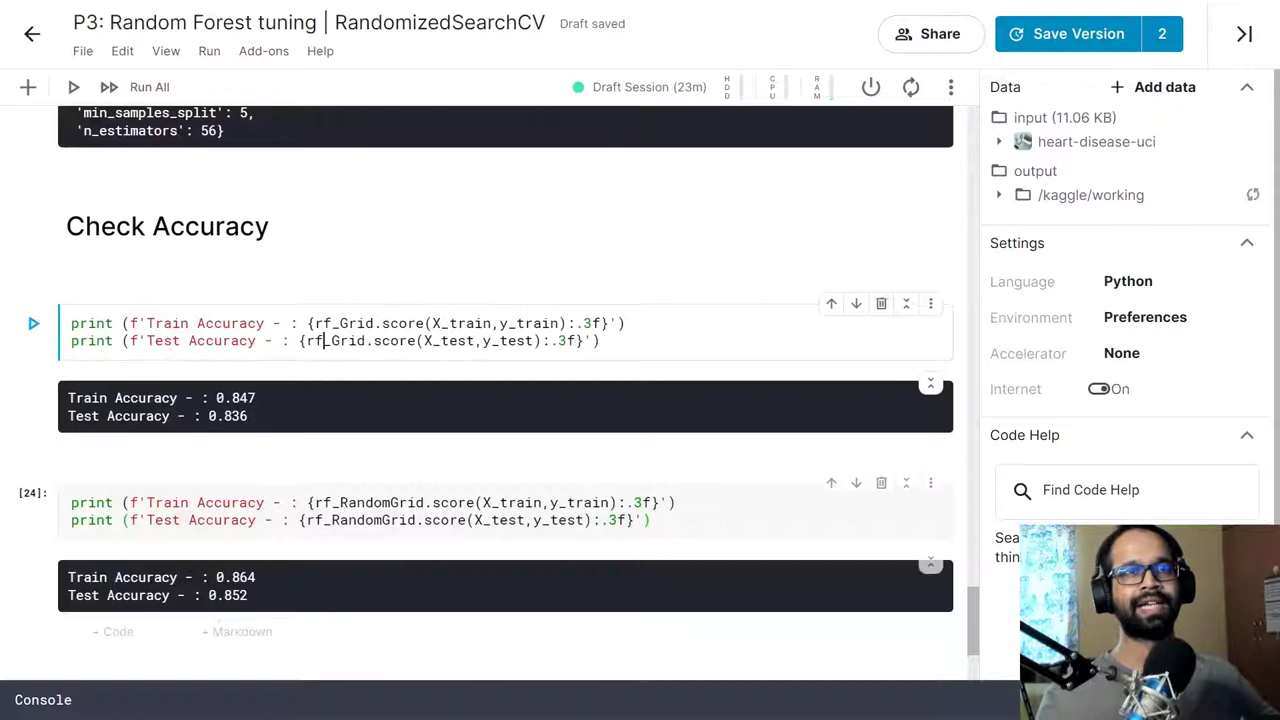 P3: Random Forest tuning | RandomizedSearchCV
Draft saved
Share
Save Version
2
File
Edit
View
Run
Add-ons
Help
Run All
Draft Session (23m)
HDD
CPU
RAM
'min_samples_split': 5,
'n_estimators': 56}
Check Accuracy
print (f'Train Accuracy - : {rf_Grid.score(X_train,y_train):.3f}')
print (f'Test Accuracy - : {rf_Grid.score(X_test,y_test):.3f}')
Train Accuracy - : 0.847
Test Accuracy - : 0.836
[24]:
print (f'Train Accuracy - : {rf_RandomGrid.score(X_train,y_train):.3f}')
print (f'Test Accuracy - : {rf_RandomGrid.score(X_test,y_test):.3f}')
Train Accuracy - : 0.864
Test Accuracy - : 0.852
+ Code
+ Markdown
Console
Data
+ Add data
input (11.06 KB)
heart-disease-uci
output
/kaggle/working
Settings
Language
Python
Environment
Preferences
Accelerator
None
Internet
On
Code Help
Find Code Help